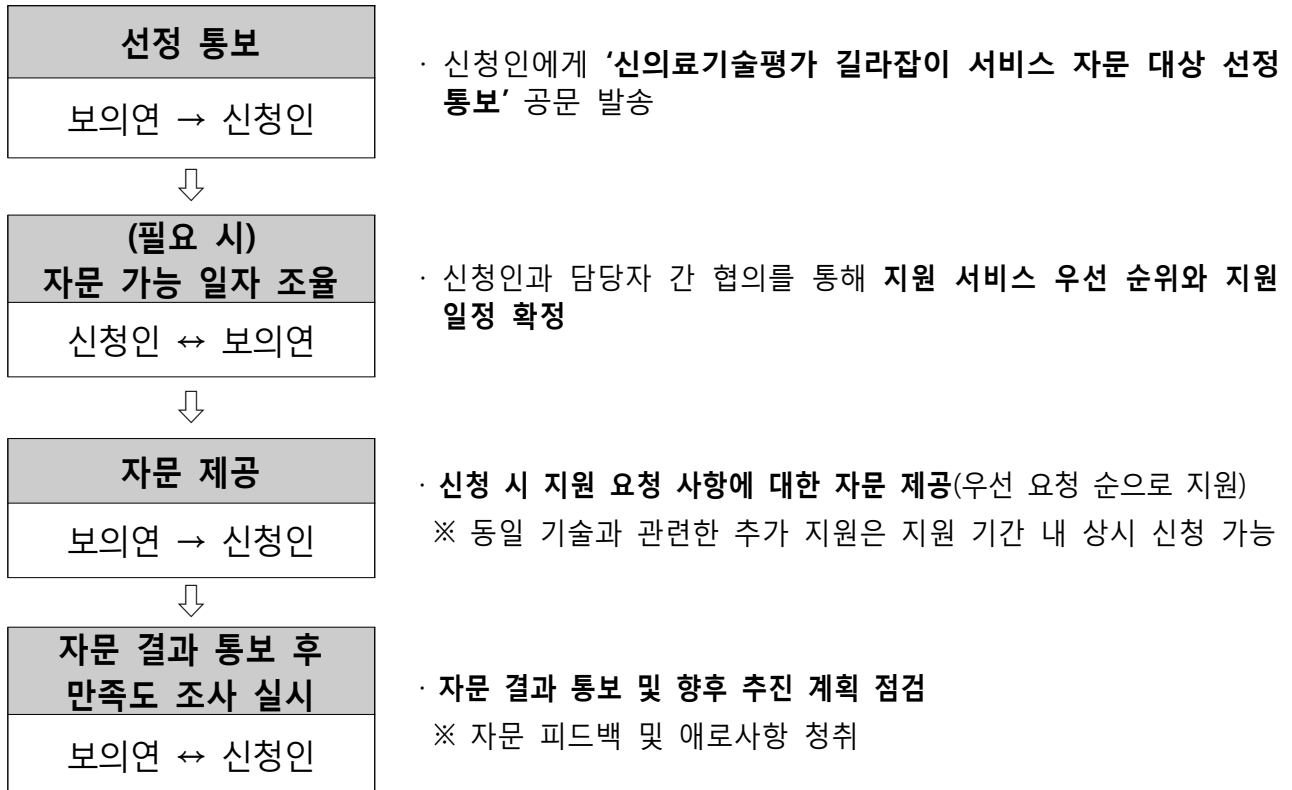 선정 통보
보의연 → 신청인
· 신청인에게 ‘신의료기술평가 길라잡이 서비스 자문 대상 선정
통보’ 공문 발송
⇩
(필요 시)
자문 가능 일자 조율
신청인 ↔ 보의연
· 신청인과 담당자 간 협의를 통해 지원 서비스 우선 순위와 지원
일정 확정
⇩
자문 제공
보의연 → 신청인
· 신청 시 지원 요청 사항에 대한 자문 제공(우선 요청 순으로 지원)
※ 동일 기술과 관련한 추가 지원은 지원 기간 내 상시 신청 가능
⇩
자문 결과 통보 후
만족도 조사 실시
보의연 ↔ 신청인
· 자문 결과 통보 및 향후 추진 계획 점검
※ 자문 피드백 및 애로사항 청취